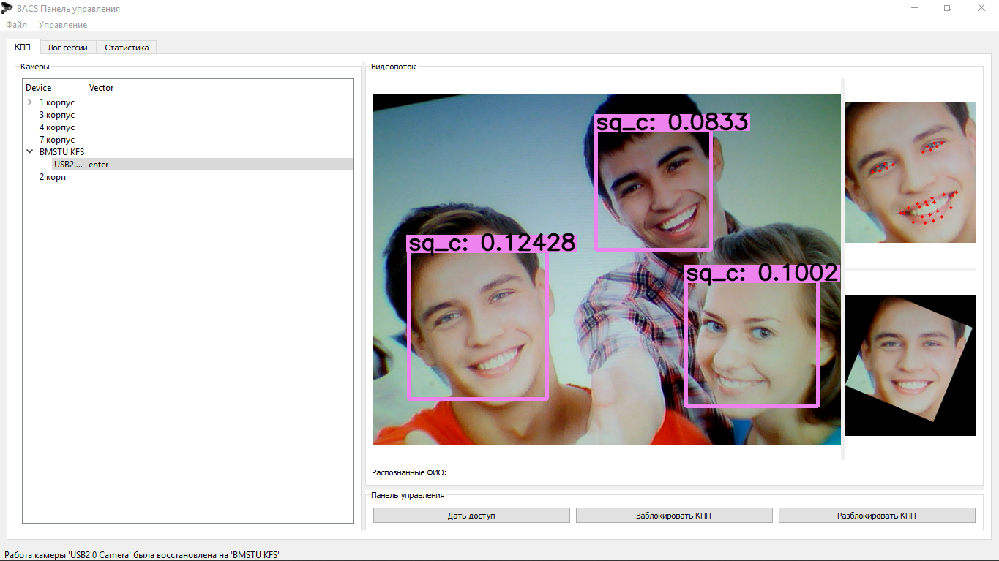 BACS Панель управления
Файл Управление
КПП Лог сессии Статистика
Камеры
Device Vector
1 корпус
3 корпус
4 корпус
7 корпус
BMSTU KFS
USB2.... enter
2 корп
Видеопоток
sq_c: 0.0833
sq_c: 0.12428
sq_c: 0.1002
Распознанные ФИО:
Панель управления
Дать доступ Заблокировать КПП Разблокировать КПП
Работа камеры 'USB2.0 Camera' была восстановлена на 'BMSTU KFS'